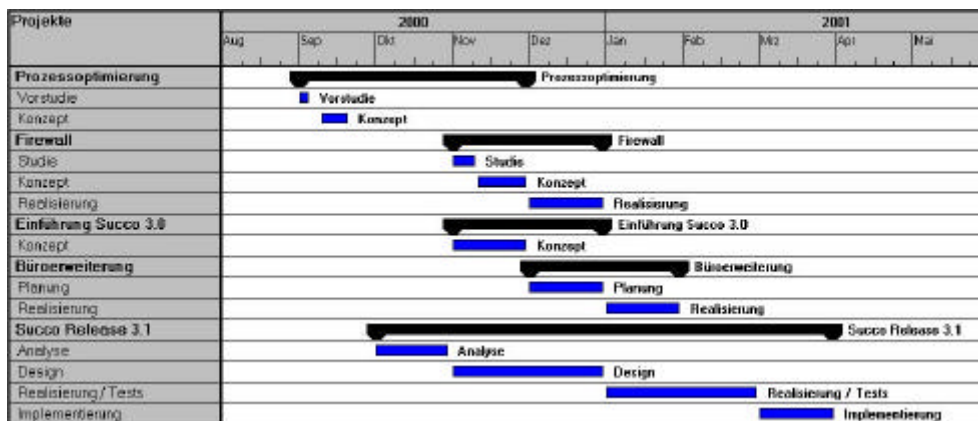 Projekte 2000 2001
Aug Sep Okt Nov Dez Jan Feb Mrz Apr Mai
Prozessoptimierung Prozessoptimierung
Vorstudie Vorstudie
Konzept Konzept
Firewall Firewall
Studie Studie
Konzept Konzept
Realisierung Realisierung
Einführung Succo 3.0 Einführung Succo 3.0
Konzept Konzept
Büroerweiterung Büroerweiterung
Planung Planung
Realisierung Realisierung
Succo Release 3.1 Succo Release 3.1
Analyse Analyse
Design Design
Realisierung / Tests Realisierung / Tests
Implementierung Implementierung